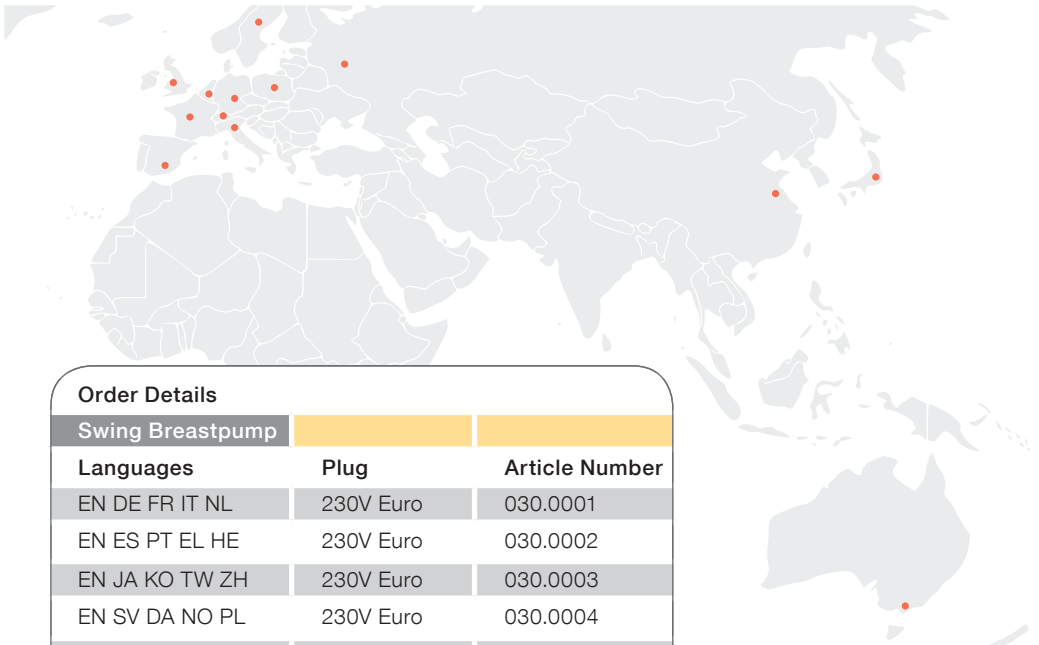 Order Details
Swing Breastpump
Languages Plug Article Number
EN DE FR IT NL 230V Euro 030.0001
EN ES PT EL HE 230V Euro 030.0002
EN JA KO TW ZH 230V Euro 030.0003
EN SV DA NO PL 230V Euro 030.0004